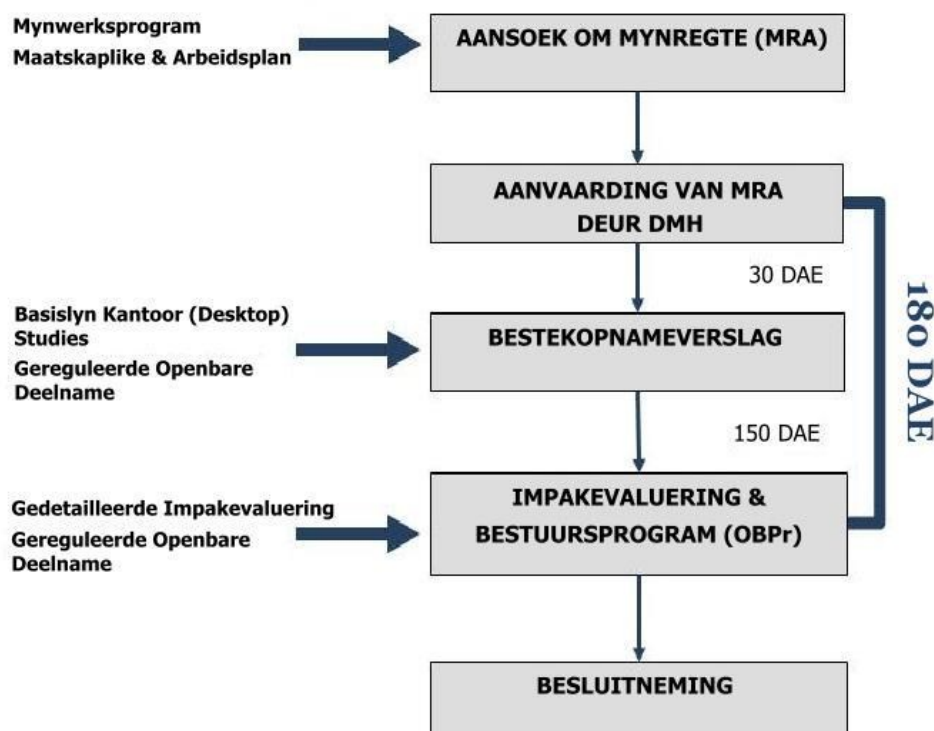 Mynwerksprogram
Maatskaplike & Arbeidsplan
AANSOEK OM MYNREGTE (MRA)
AANVAARDING VAN MRA
DEUR DMH
30 DAE
Basislyn Kantoor (Desktop)
Studies
Gereguleerde Openbare
Deelname
BESTEKOPNAMEVERSLAG
150 DAE
180 DAE
Gedetailleerde Impakevaluering
Gereguleerde Openbare
Deelname
IMPAKEVALUERING &
BESTUURSPROGRAM (OBPr)
BESLUITNEMING